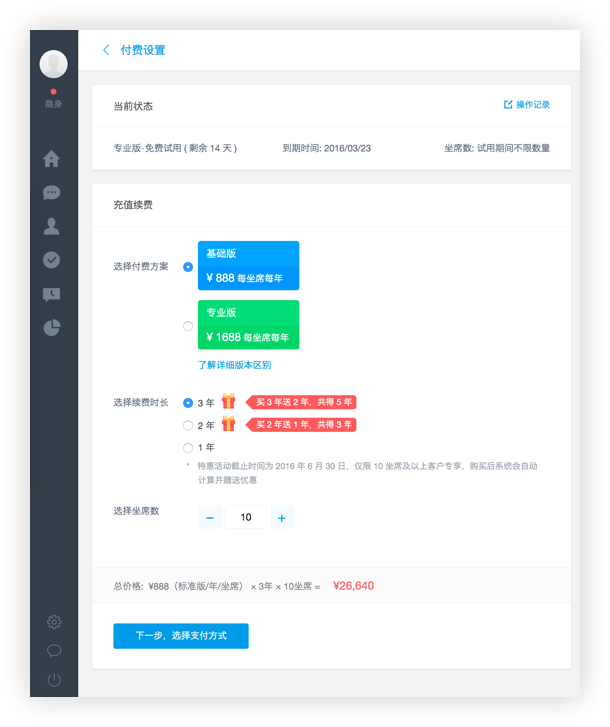 付费设置
隐身
当前状态
操作记录
专业版-免费试用 ( 剩余 14 天 )
到期时间: 2016/03/23
坐席数: 试用期间不限数量
充值续费
选择付费方案
基础版
¥ 888 每坐席每年
专业版
¥ 1688 每坐席每年
了解详细版本区别
选择续费时长
3 年
买 3 年送 2 年，共得 5 年
2 年
买 2 年送 1 年，共得 3 年
1 年
* 特惠活动截止时间为 2016 年 6 月 30 日，仅限 10 坐席及以上客户专享，购买后系统会自动
计算并赠送优惠
选择坐席数
− 10 +
总价格: ¥888（标准版/年/坐席） × 3年 × 10坐席 = ¥26,640
下一步，选择支付方式